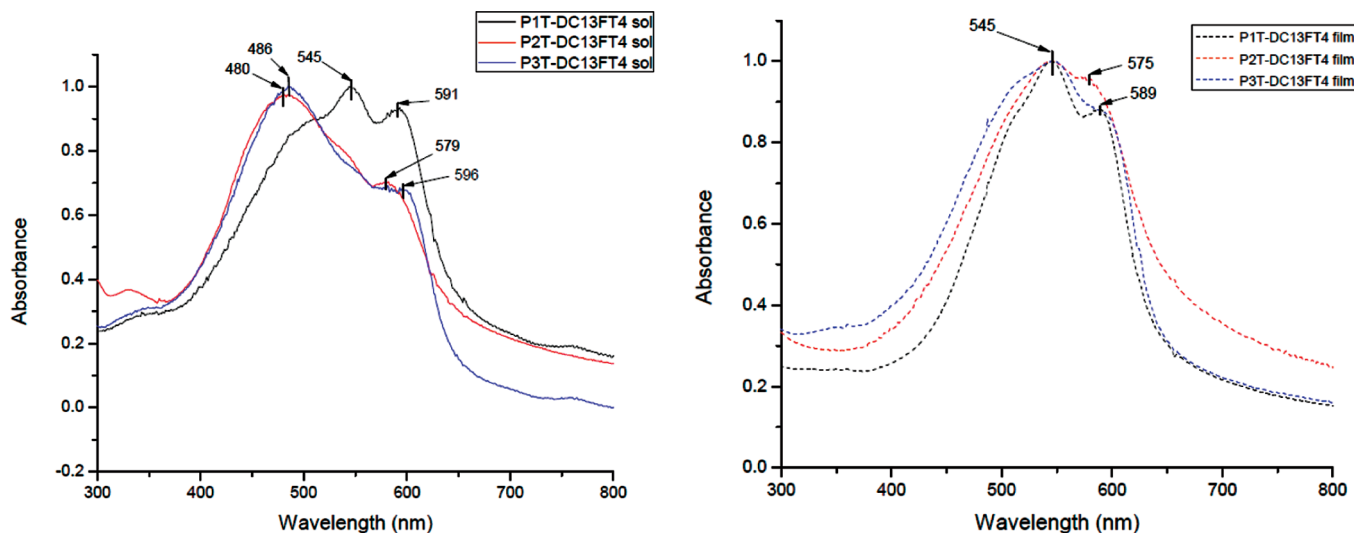 P1T-DC13FT4 sol
P2T-DC13FT4 sol
P3T-DC13FT4 sol
486
480
545
591
579
596
1.0
0.8
0.6
0.4
0.2
0.0
-0.2
Absorbance
300 400 500 600 700 800
Wavelength (nm)
P1T-DC13FT4 film
P2T-DC13FT4 film
P3T-DC13FT4 film
545
575
589
1.0
0.8
0.6
0.4
0.2
0.0
Absorbance
300 400 500 600 700 800
Wavelength (nm)